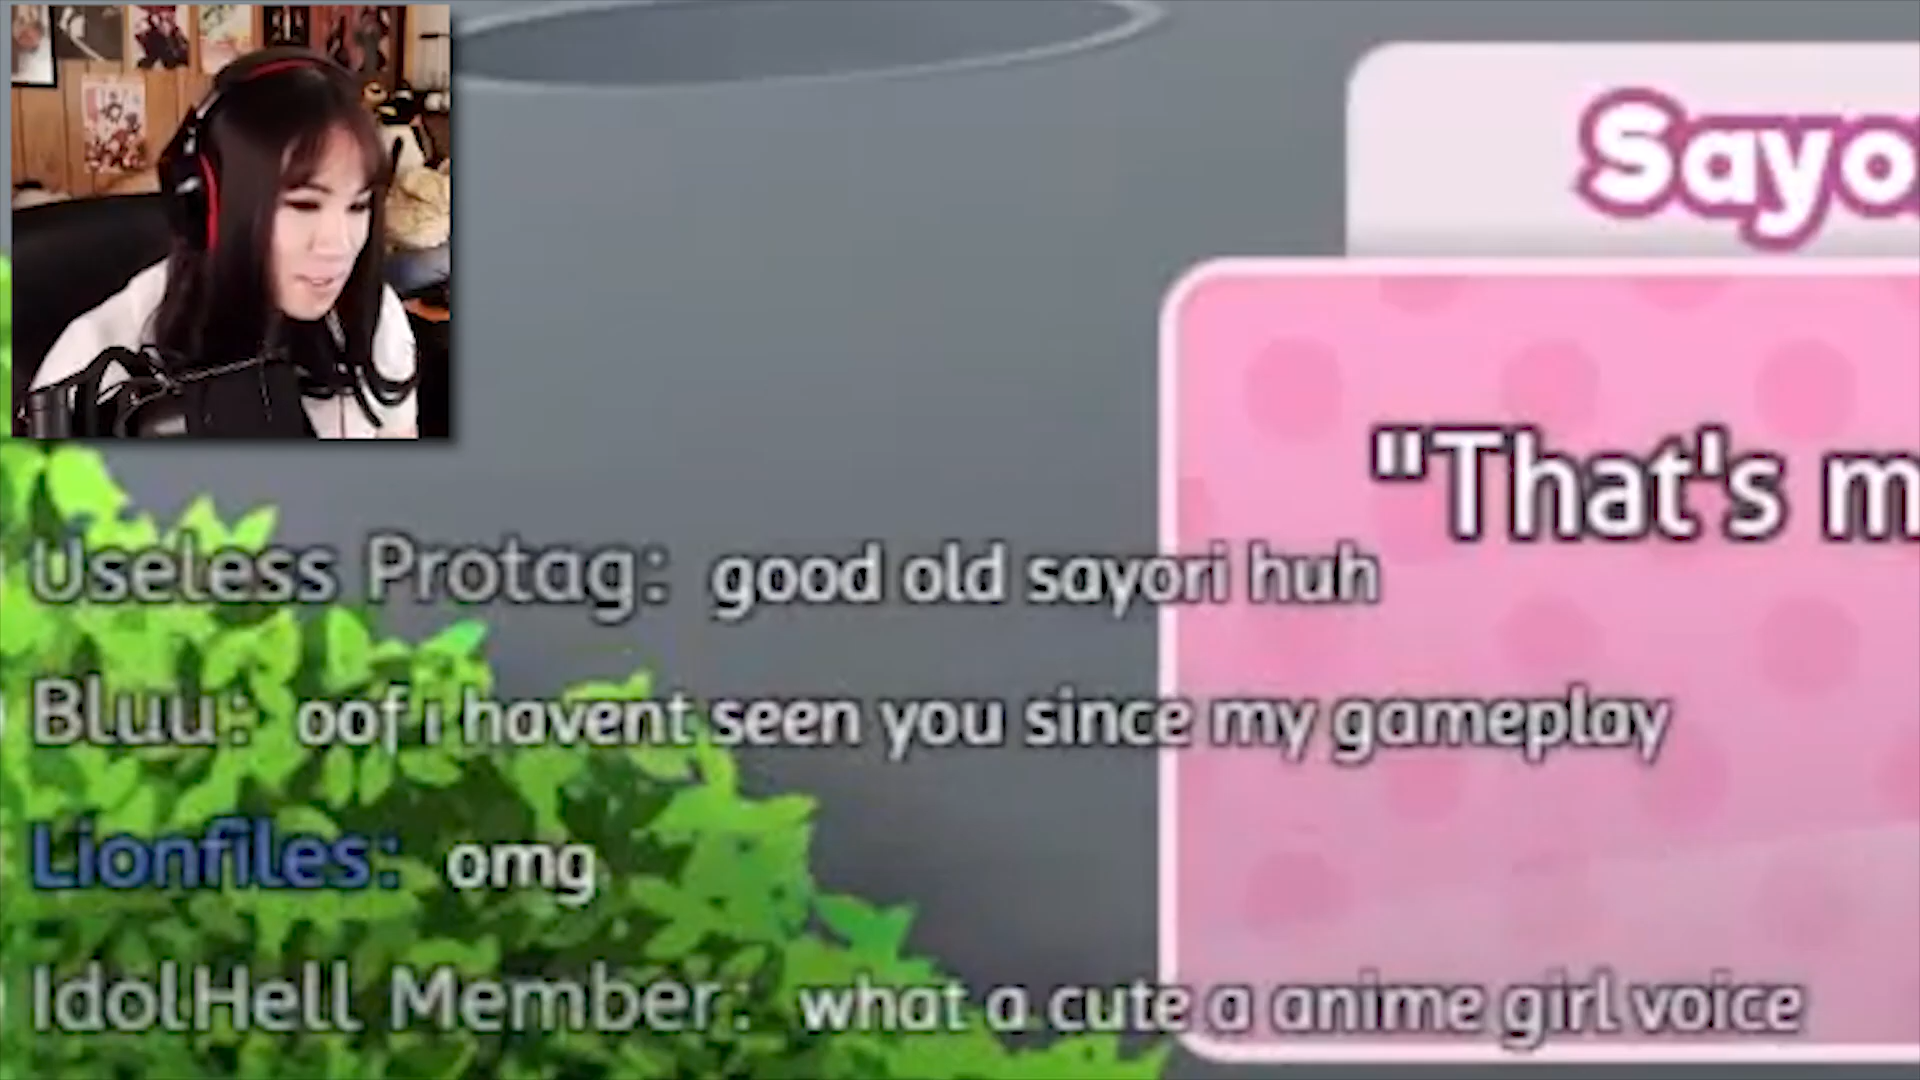 Sayo
"That's m
Useless Protag: good old sayori huh
Bluu: oof i havent seen you since my gameplay
Lionfiles: omg
IdolHell Member: what a cute a anime girl voice